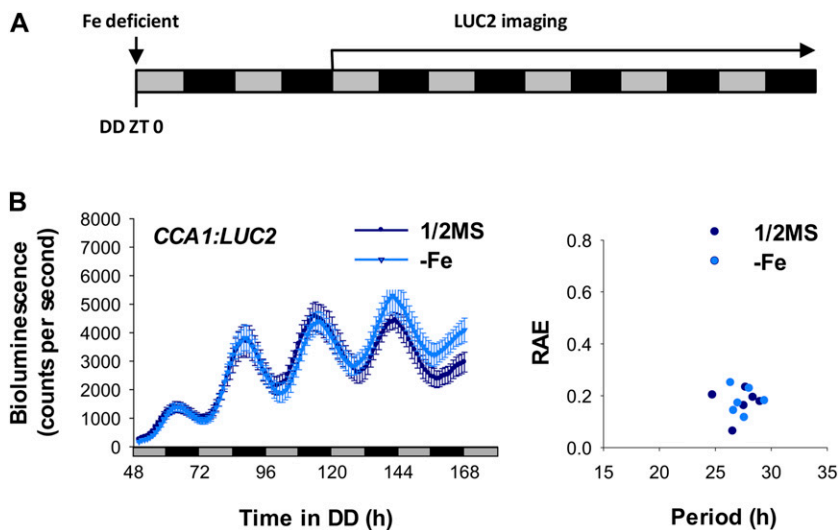 A
Fe deficient
LUC2 imaging
DD ZT 0
B
Bioluminescence
(counts per second)
8000
7000
6000
5000
4000
3000
2000
1000
0
CCA1:LUC2
1/2MS
-Fe
48 72 96 120 144 168
Time in DD (h)
RAE
0.8
0.6
0.4
0.2
0.0
1/2MS
-Fe
15 20 25 30 35
Period (h)